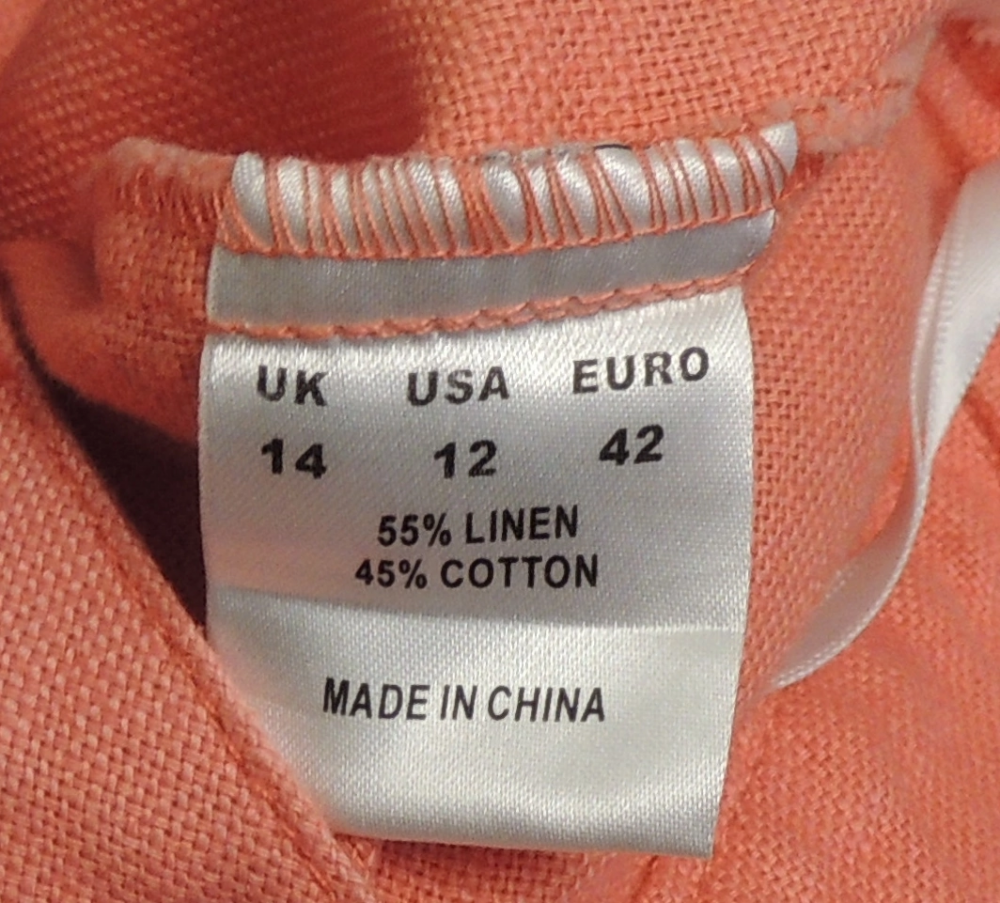 UK USA EURO
14 12 42
55% LINEN
45% COTTON
MADE IN CHINA